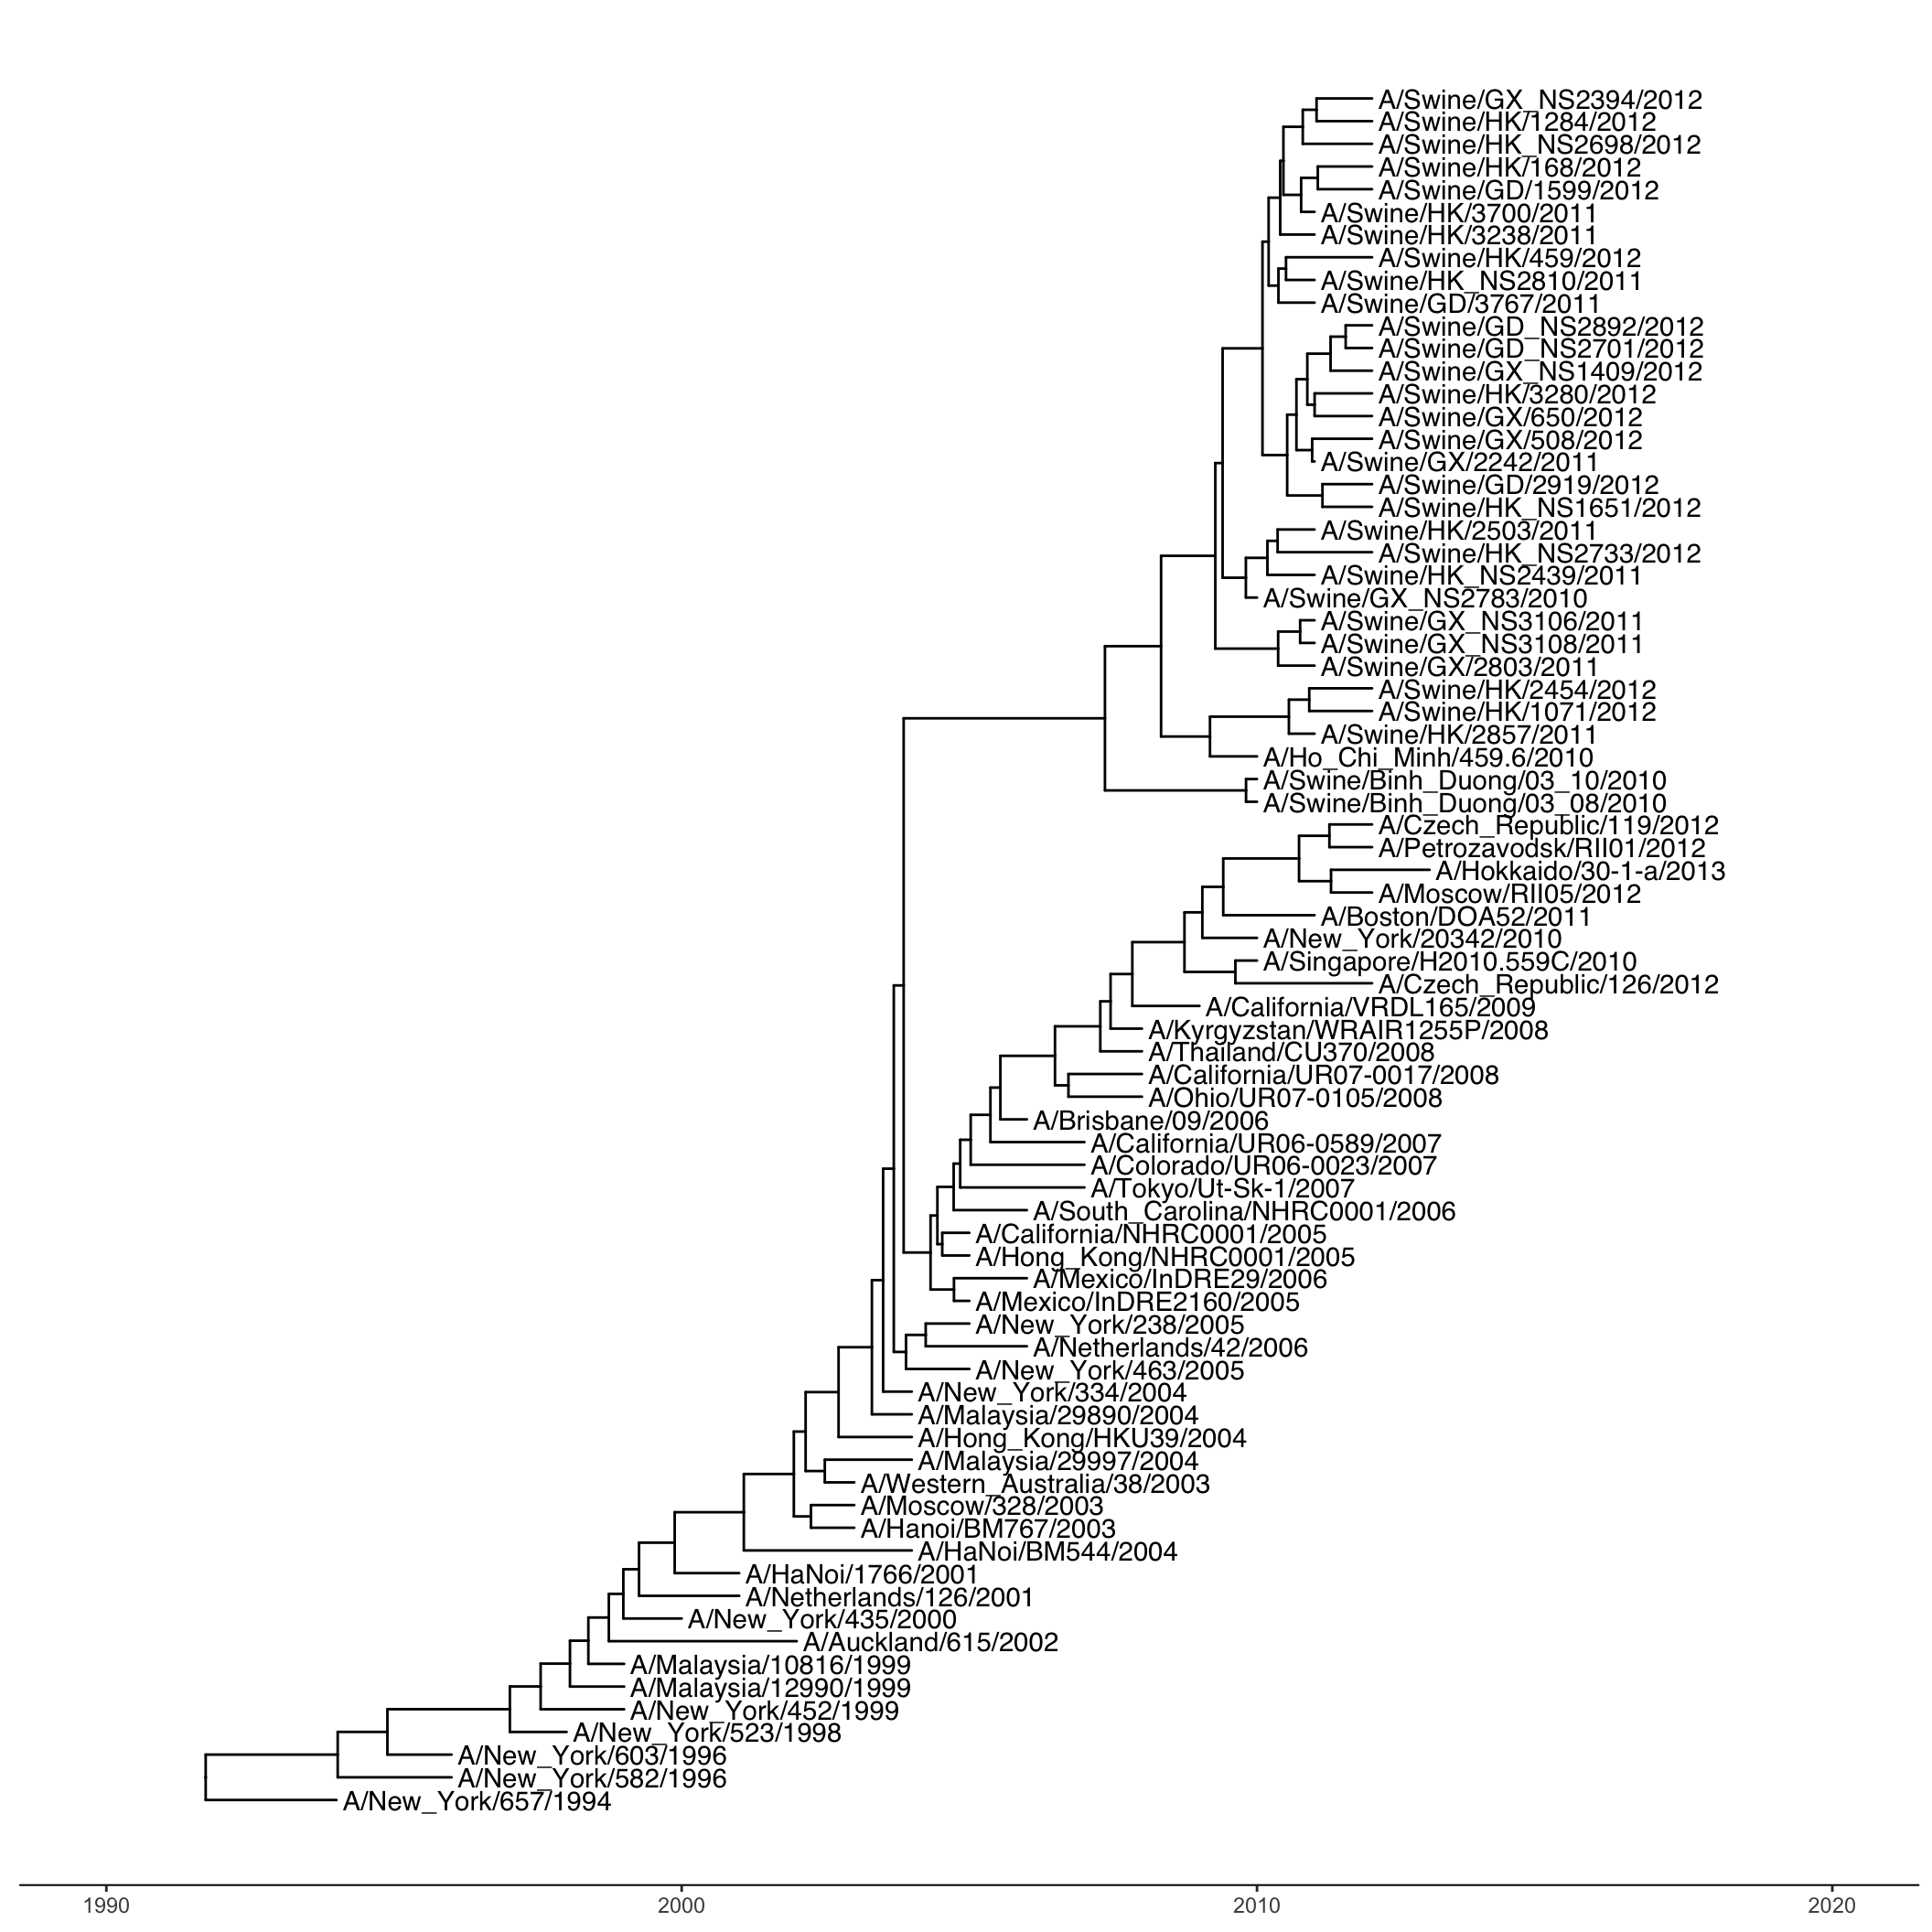 A/Swine/GX_NS2394/2012
A/Swine/HK/1284/2012
A/Swine/HK_NS2698/2012
A/Swine/HK/168/2012
A/Swine/GD/1599/2012
A/Swine/HK/3700/2011
A/Swine/HK/3238/2011
A/Swine/HK/459/2012
A/Swine/HK_NS2810/2011
A/Swine/GD/3767/2011
A/Swine/GD_NS2892/2012
A/Swine/GD_NS2701/2012
A/Swine/GX_NS1409/2012
A/Swine/HK/3280/2012
A/Swine/GX/650/2012
A/Swine/GX/508/2012
A/Swine/GX/2242/2011
A/Swine/GD/2919/2012
A/Swine/HK_NS1651/2012
A/Swine/HK/2503/2011
A/Swine/HK_NS2733/2012
A/Swine/HK_NS2439/2011
A/Swine/GX_NS2783/2010
A/Swine/GX_NS3106/2011
A/Swine/GX_NS3108/2011
A/Swine/GX/2803/2011
A/Swine/HK/2454/2012
A/Swine/HK/1071/2012
A/Swine/HK/2857/2011
A/Ho_Chi_Minh/459.6/2010
A/Swine/Binh_Duong/03_10/2010
A/Swine/Binh_Duong/03_08/2010
A/Czech_Republic/119/2012
A/Petrozavodsk/RII01/2012
A/Hokkaido/30-1-a/2013
A/Moscow/RII05/2012
A/Boston/DOA52/2011
A/New_York/20342/2010
A/Singapore/H2010.559C/2010
A/Czech_Republic/126/2012
A/California/VRDL165/2009
A/Kyrgyzstan/WRAIR1255P/2008
A/Thailand/CU370/2008
A/California/UR07-0017/2008
A/Ohio/UR07-0105/2008
A/Brisbane/09/2006
A/California/UR06-0589/2007
A/Colorado/UR06-0023/2007
A/Tokyo/Ut-Sk-1/2007
A/South_Carolina/NHRC0001/2006
A/California/NHRC0001/2005
A/Hong_Kong/NHRC0001/2005
A/Mexico/InDRE29/2006
A/Mexico/InDRE2160/2005
A/New_York/238/2005
A/Netherlands/42/2006
A/New_York/463/2005
A/New_York/334/2004
A/Malaysia/29890/2004
A/Hong_Kong/HKU39/2004
A/Malaysia/29997/2004
A/Western_Australia/38/2003
A/Moscow/328/2003
A/Hanoi/BM767/2003
A/HaNoi/BM544/2004
A/HaNoi/1766/2001
A/Netherlands/126/2001
A/New_York/435/2000
A/Auckland/615/2002
A/Malaysia/10816/1999
A/Malaysia/12990/1999
A/New_York/452/1999
A/New_York/523/1998
A/New_York/603/1996
A/New_York/582/1996
A/New_York/657/1994
1990 2000 2010 2020